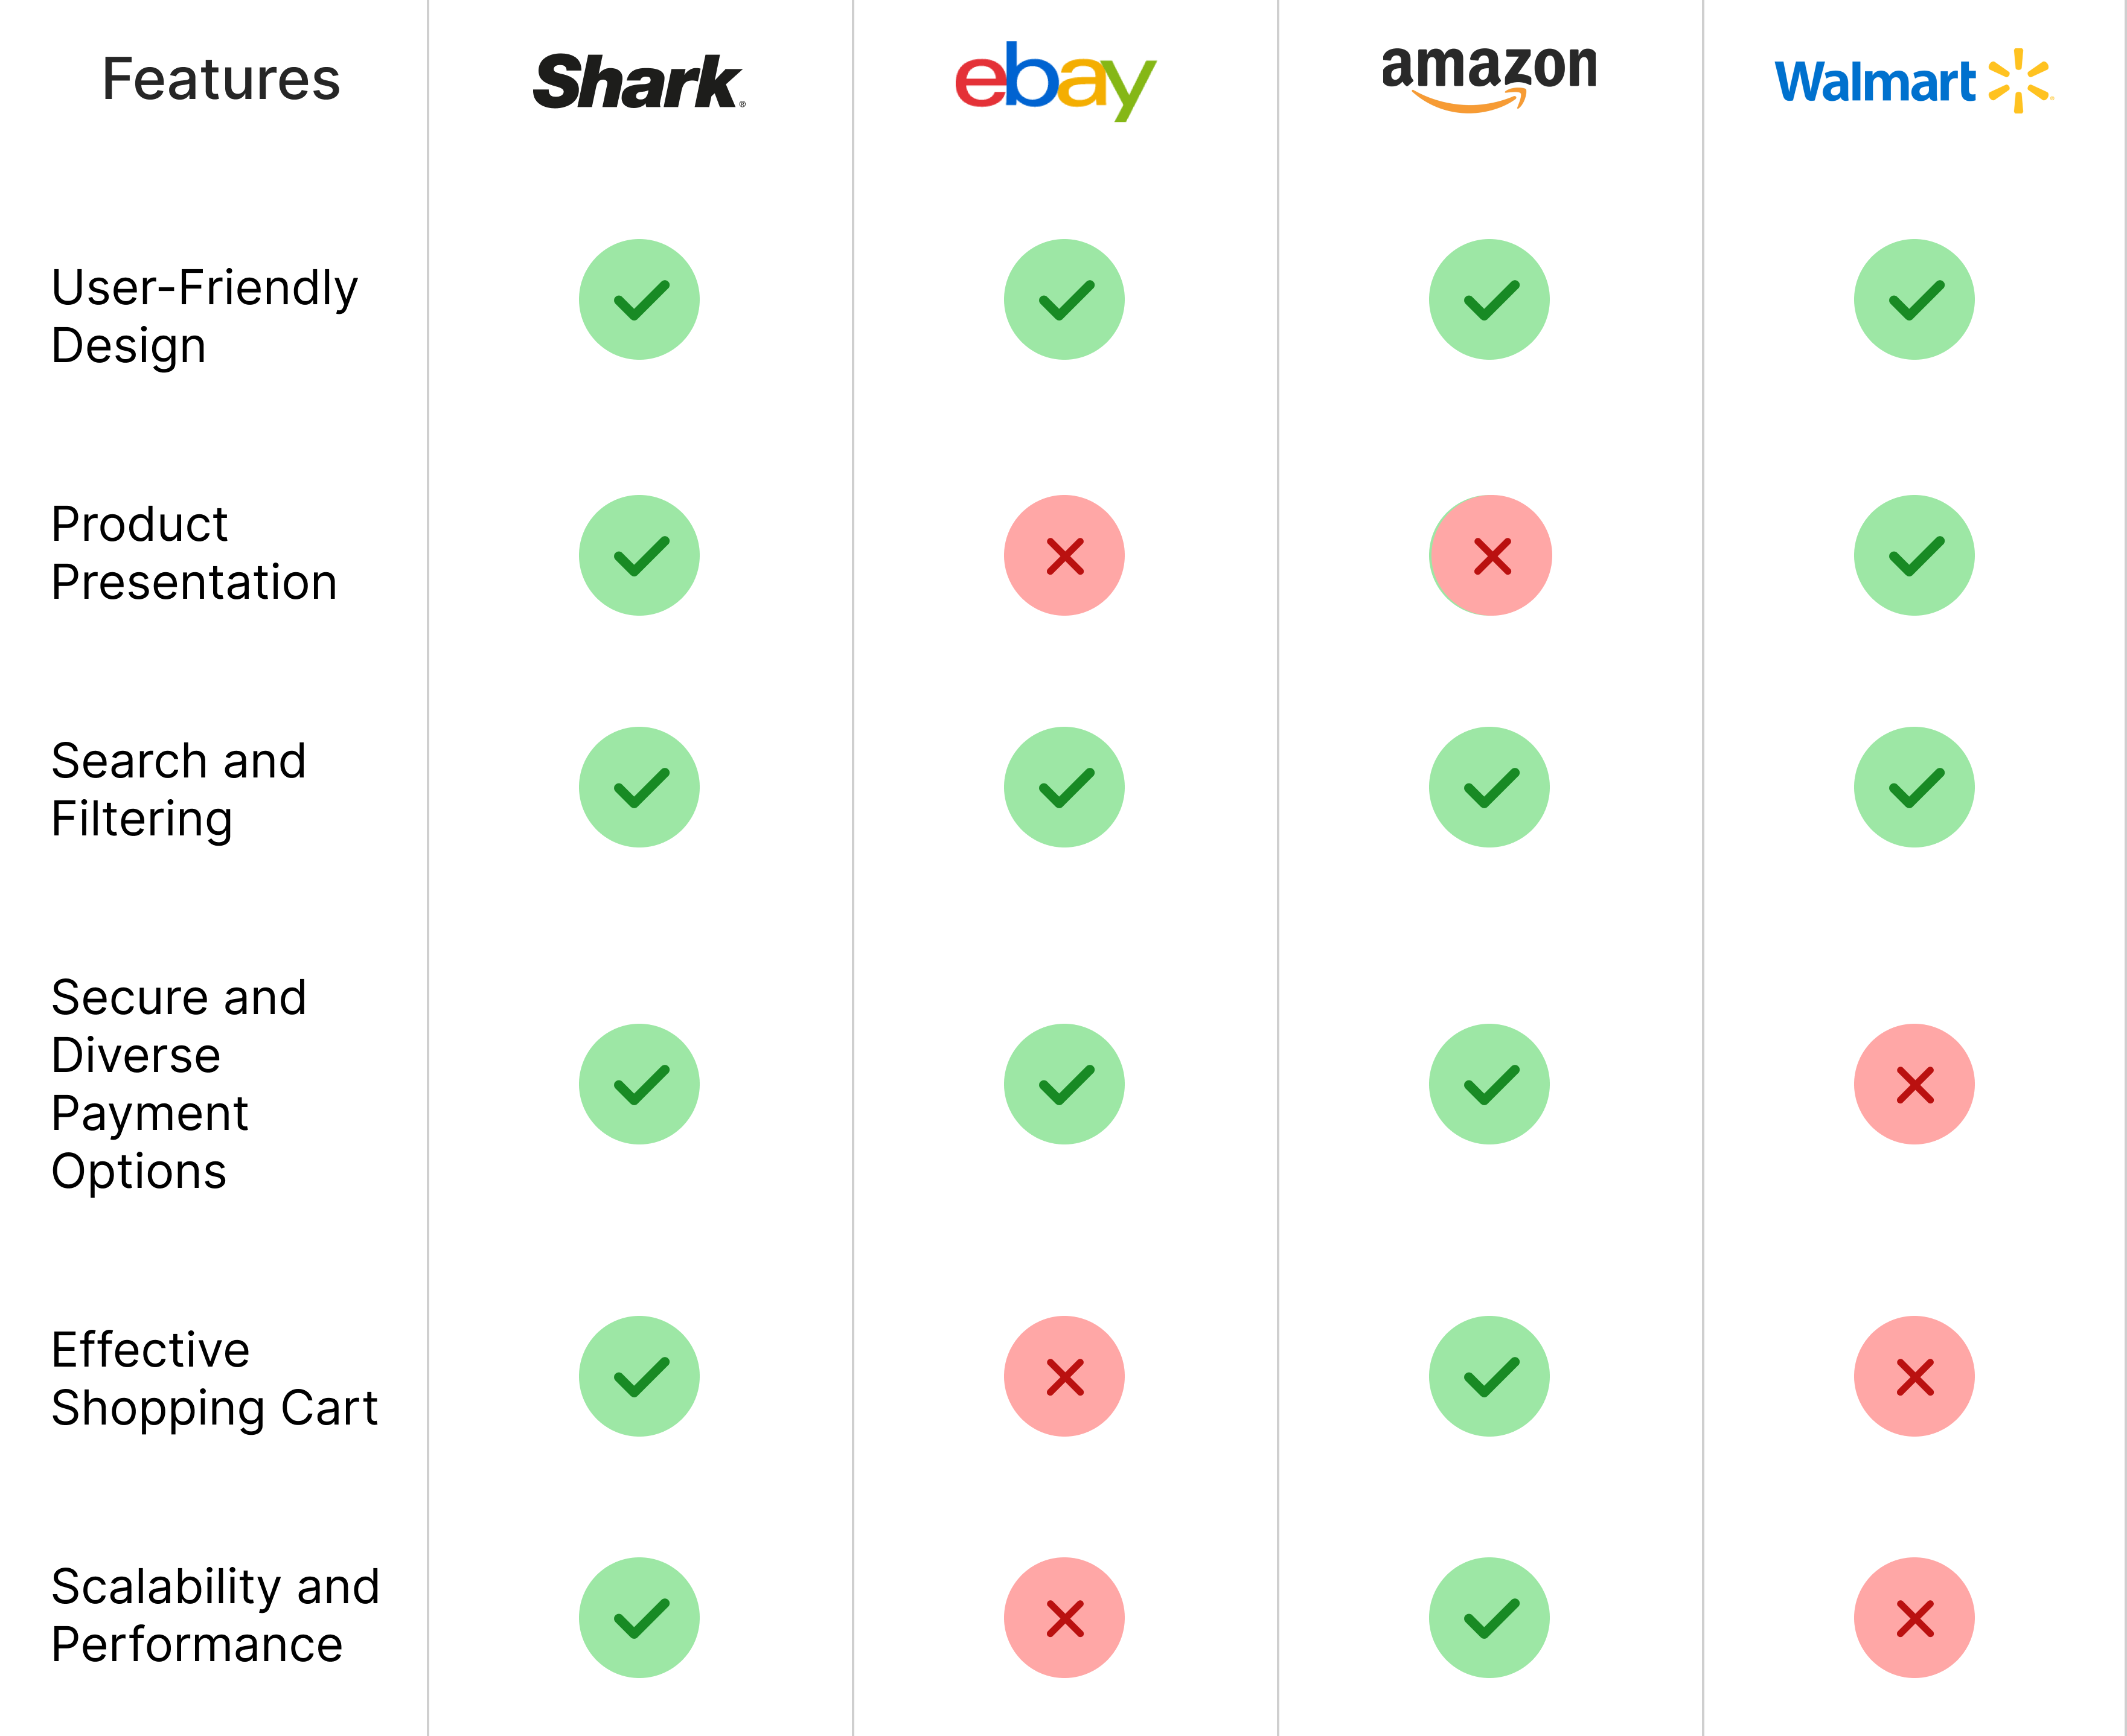 Features
Shark®
ebay
amazon
Walmart
User-Friendly
Design
Product
Presentation
Search and
Filtering
Secure and
Diverse
Payment
Options
Effective
Shopping Cart
Scalability and
Performance